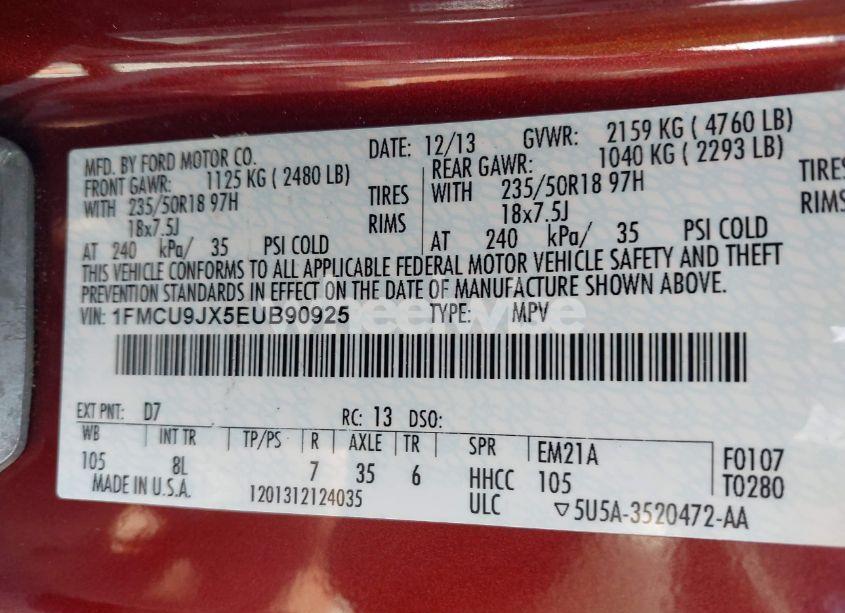 MFD. BY FORD MOTOR CO.
DATE: 12/13 GVWR: 2159 KG ( 4760 LB)
FRONT GAWR: 1125 KG ( 2480 LB)
REAR GAWR: 1040 KG ( 2293 LB)
WITH 235/50R18 97H TIRES
WITH 235/50R18 97H TIRES
18x7.5J RIMS
18x7.5J RIMS
AT 240 kPa/ 35 PSI COLD
AT 240 kPa/ 35 PSI COLD
THIS VEHICLE CONFORMS TO ALL APPLICABLE FEDERAL MOTOR VEHICLE SAFETY AND THEFT
PREVENTION STANDARDS IN EFFECT ON THE DATE OF MANUFACTURE SHOWN ABOVE.
VIN: 1FMCU9JX5EUB90925 TYPE: MPV
EXT PNT: D7 RC: 13 DSO:
WB INT TR TP/PS R AXLE TR SPR EM21A F0107
105 8L 7 35 6 HHCC 105 T0280
MADE IN U.S.A. 1201312124035 ULC ▽5U5A-3520472-AA